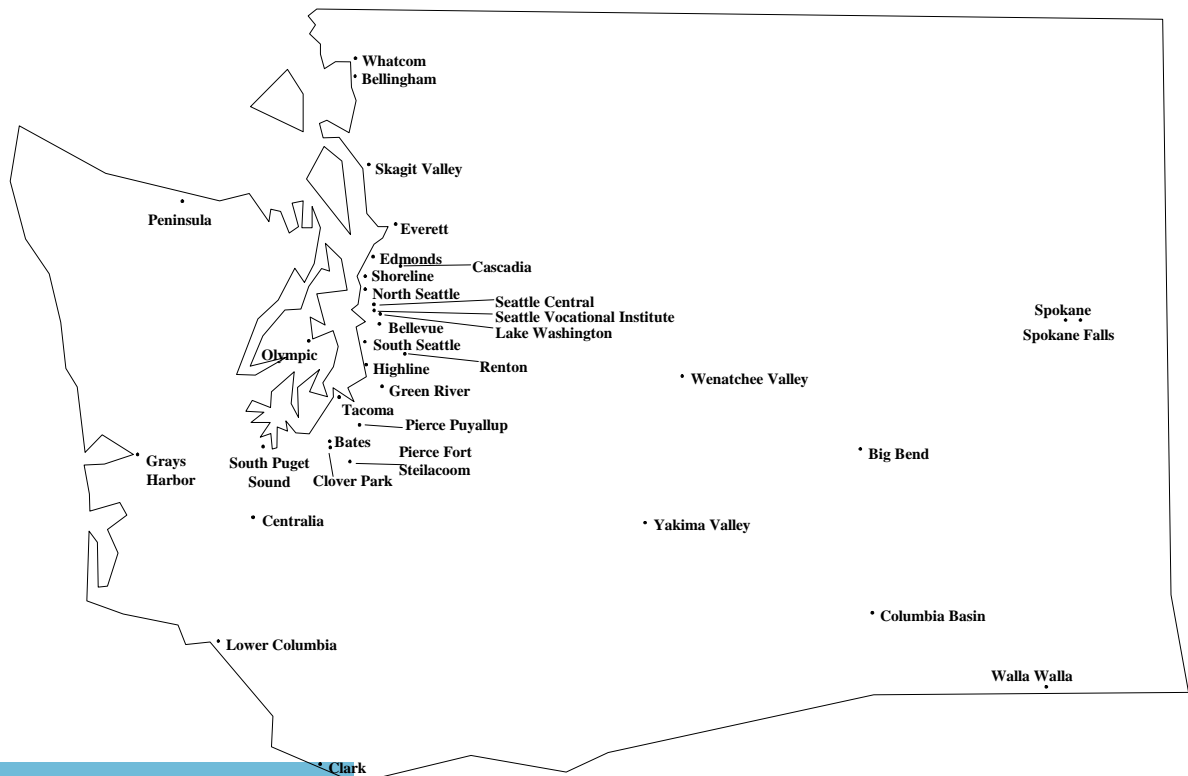 Whatcom
Bellingham
Skagit Valley
Peninsula
Everett
Edmonds
Cascadia
Shoreline
North Seattle
Seattle Central
Seattle Vocational Institute
Lake Washington
Bellevue
South Seattle
Olympic
Renton
Highline
Green River
Tacoma
Pierce Puyallup
Bates
Pierce Fort
Steilacoom
Clover Park
South Puget
Sound
Grays
Harbor
Centralia
Lower Columbia
Clark
Spokane
Spokane Falls
Wenatchee Valley
Big Bend
Yakima Valley
Columbia Basin
Walla Walla